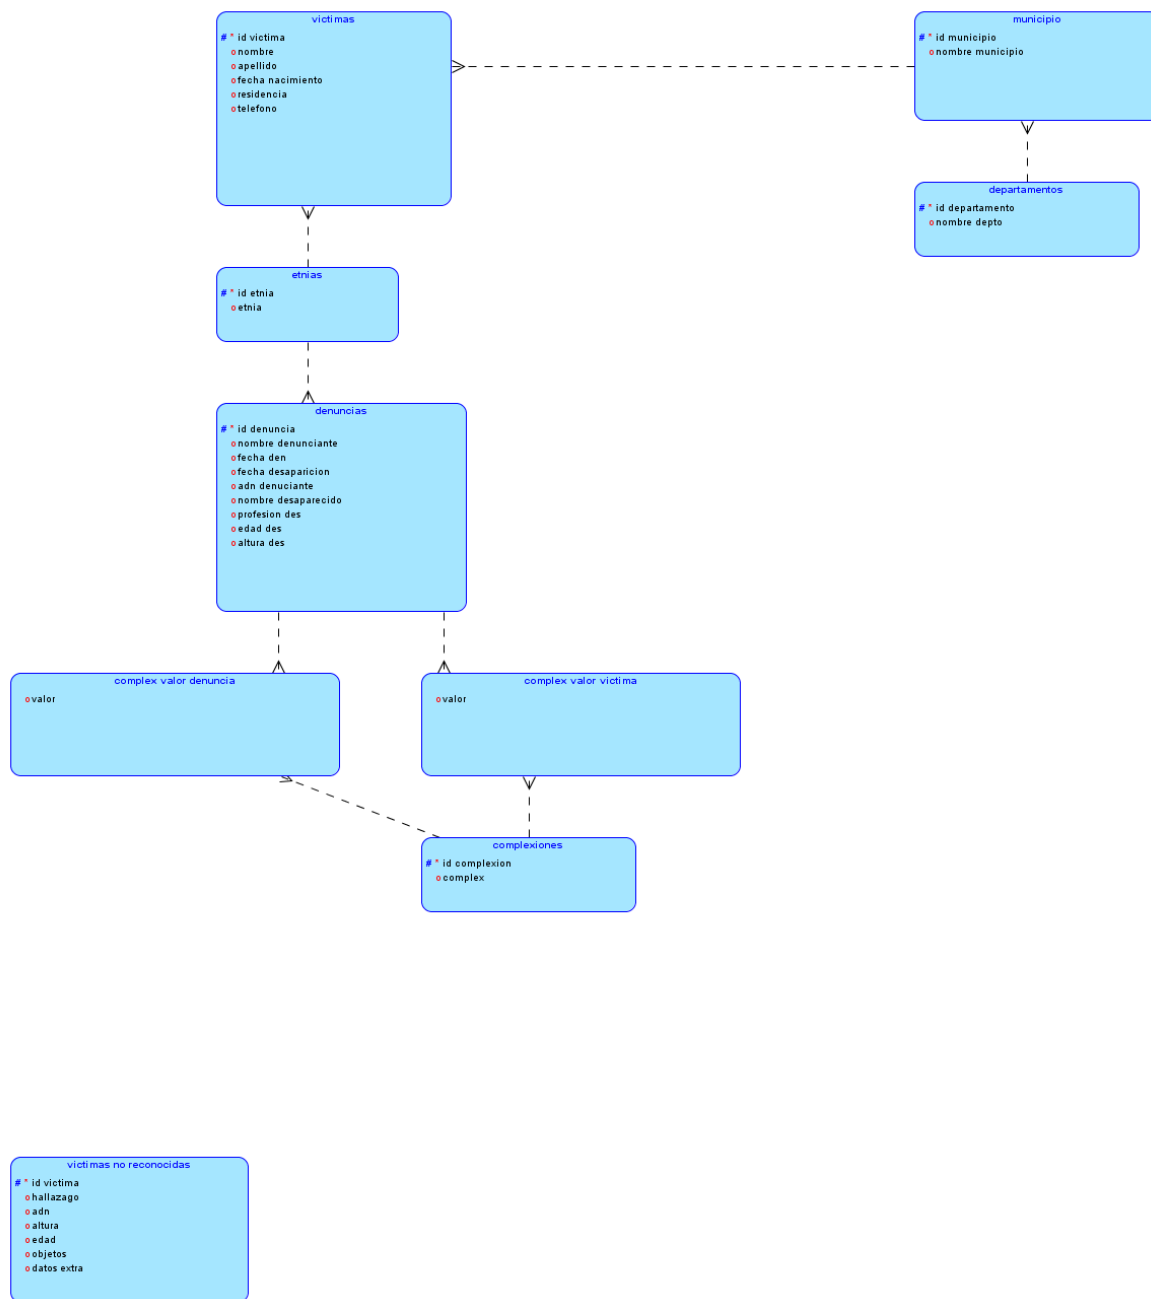 victimas
# * id victima
o nombre
o apellido
o fecha nacimiento
o residencia
o telefono
municipio
# * id municipio
o nombre municipio
departamentos
# * id departamento
o nombre depto
etnias
# * id etnia
o etnia
denuncias
# * id denuncia
o nombre denunciante
o fecha den
o fecha desaparicion
o adn denuciante
o nombre desaparecido
o profesion des
o edad des
o altura des
complex valor denuncia
o valor
complex valor victima
o valor
complexiones
# * id complexion
o complex
victimas no reconocidas
# * id victima
o hallazago
o adn
o altura
o edad
o objetos
o datos extra